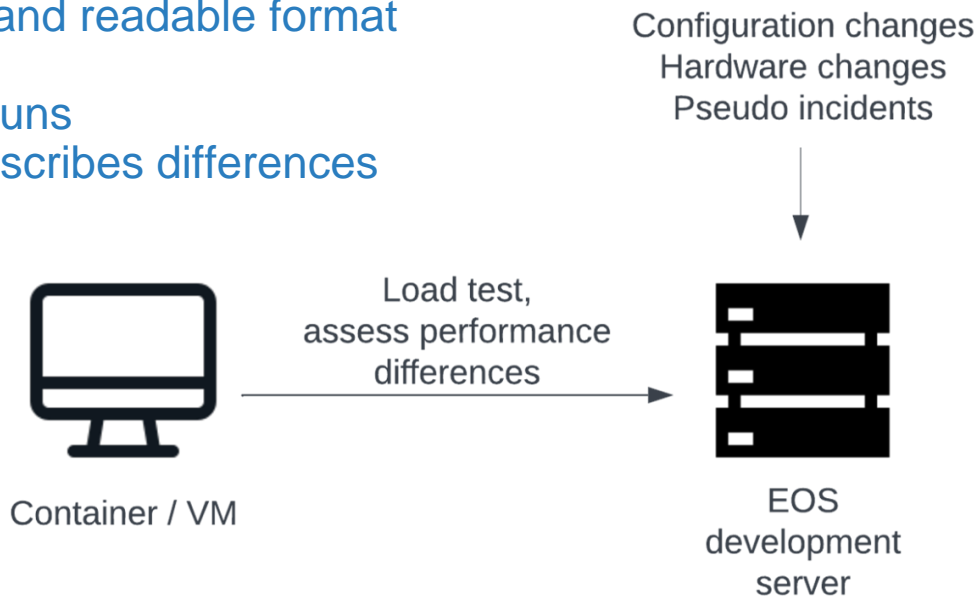 and readable format
uns
scribes differences
Configuration changes
Hardware changes
Pseudo incidents
Load test,
assess performance
differences
Container / VM
EOS
development
server